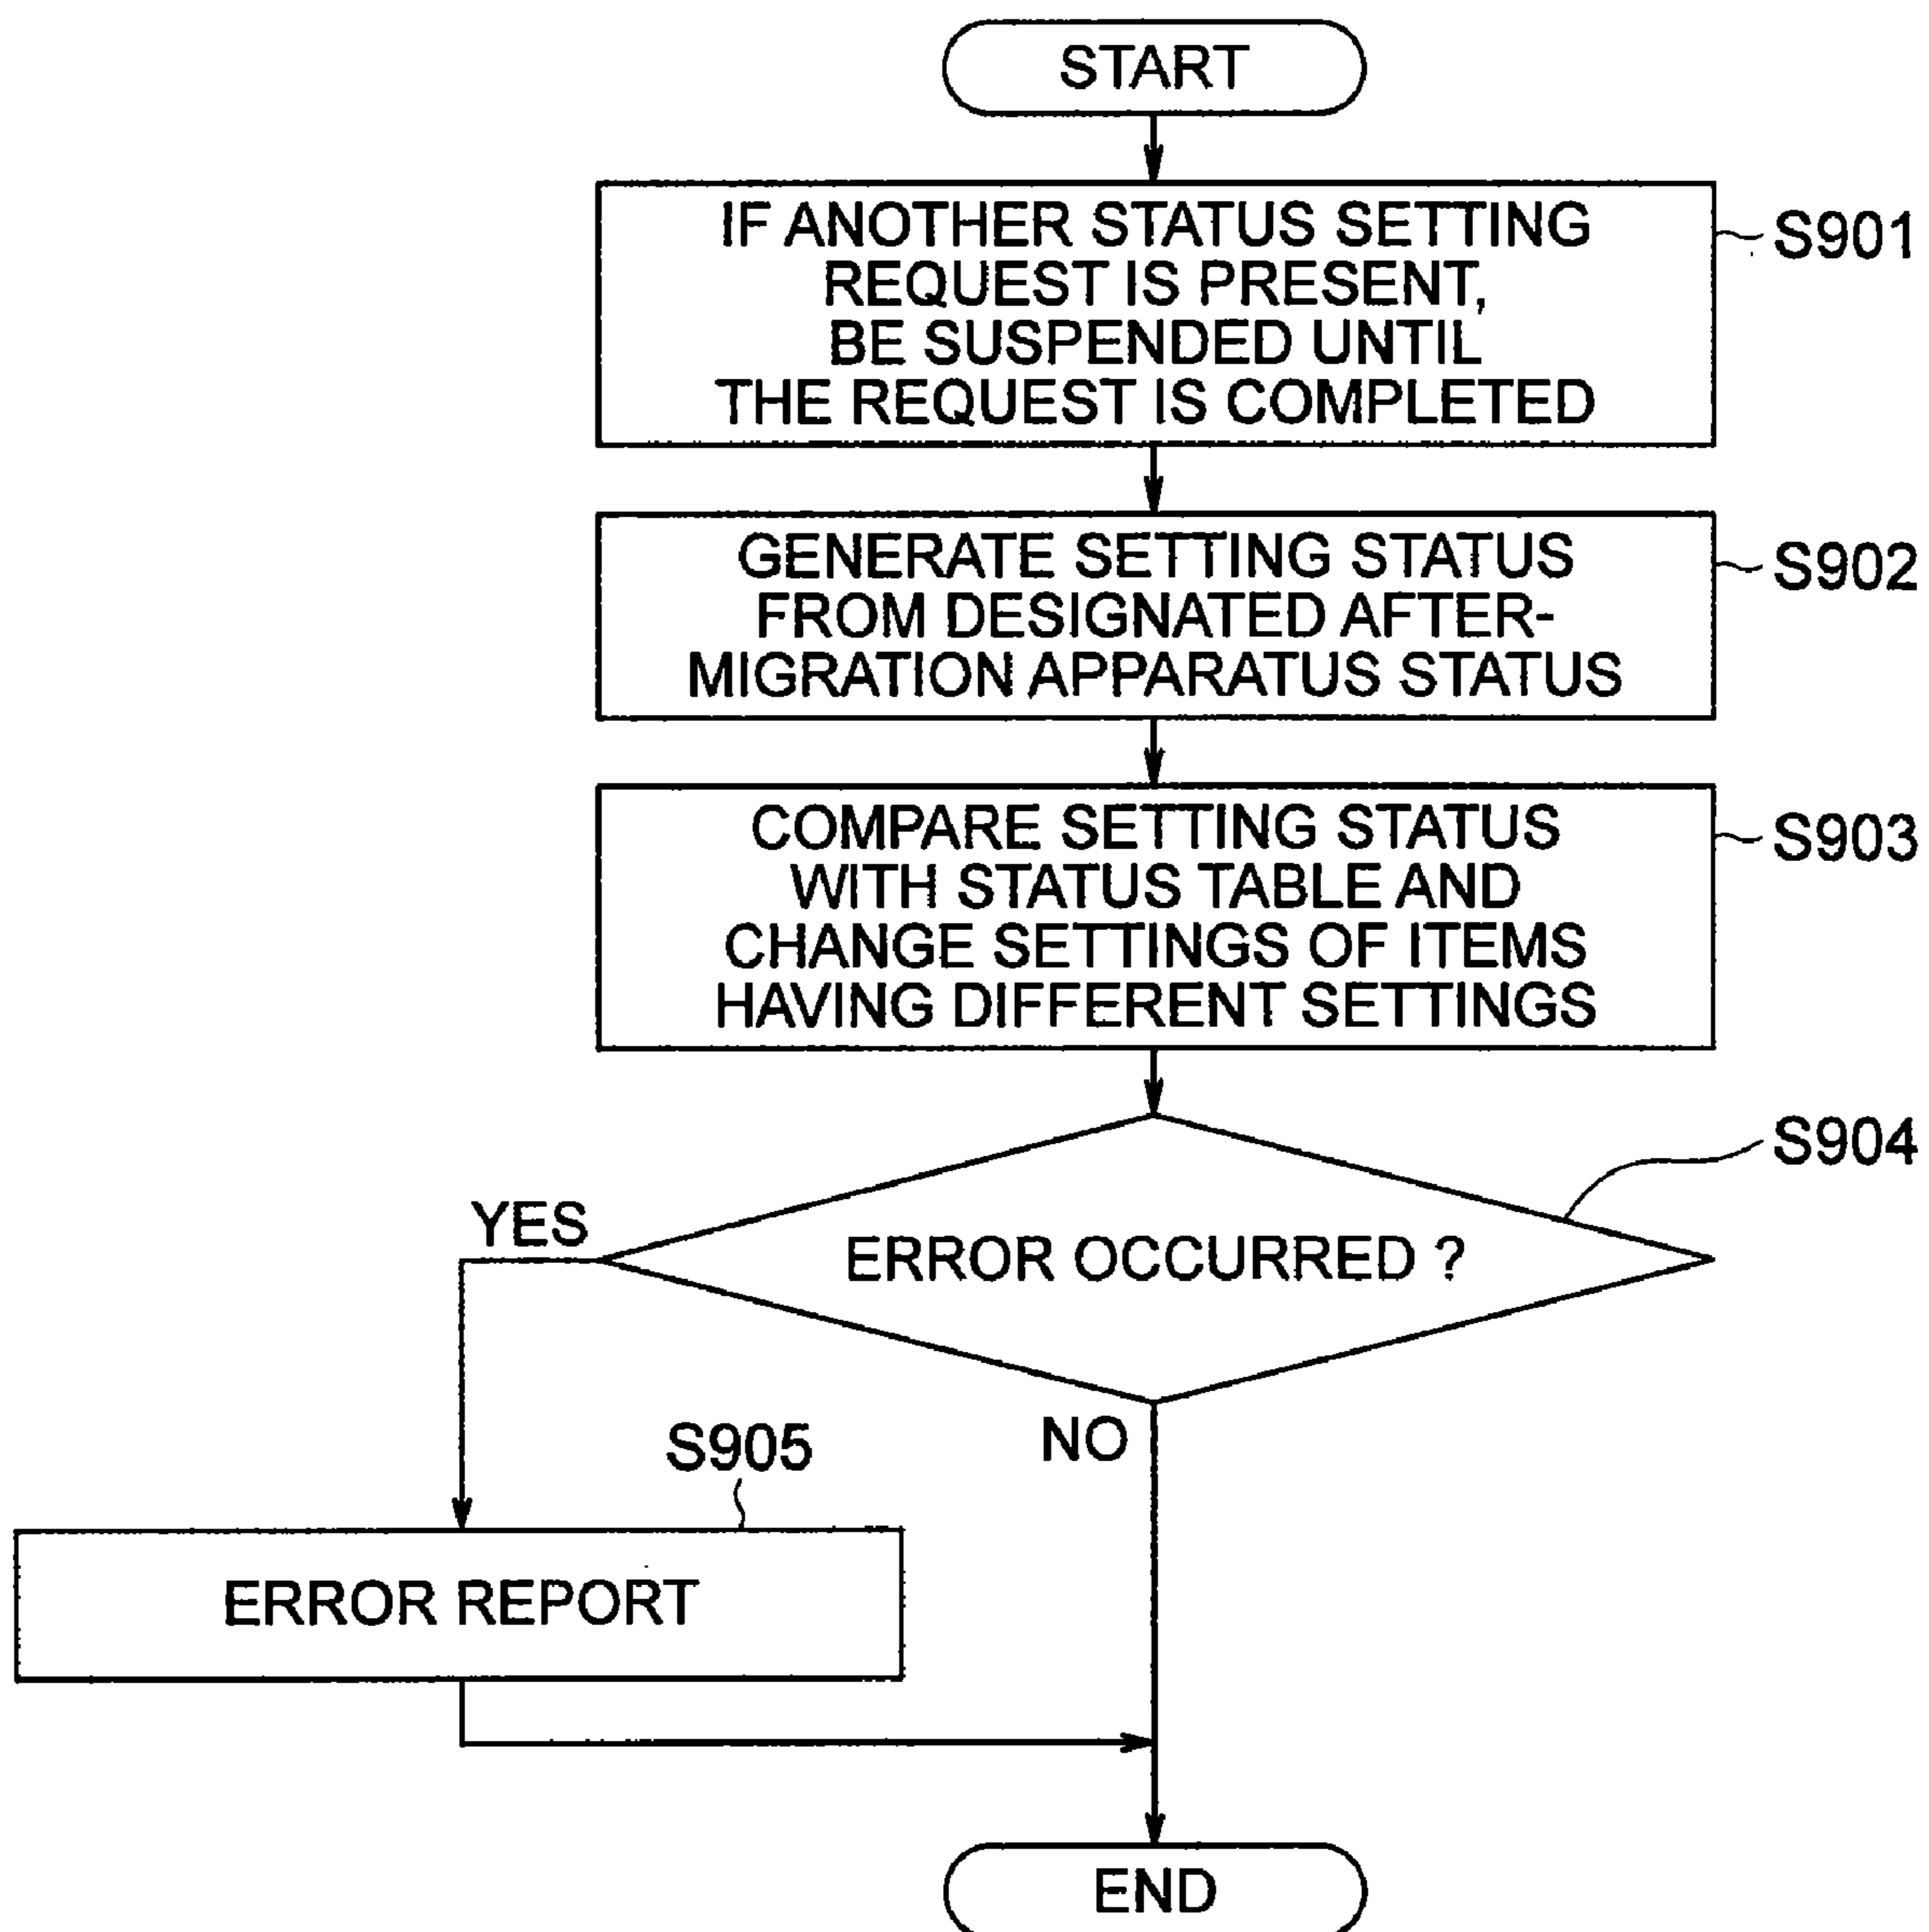 START
IF ANOTHER STATUS SETTING
REQUEST IS PRESENT,
BE SUSPENDED UNTIL
THE REQUEST IS COMPLETED
S901
GENERATE SETTING STATUS
FROM DESIGNATED AFTER-
MIGRATION APPARATUS STATUS
S902
COMPARE SETTING STATUS
WITH STATUS TABLE AND
CHANGE SETTINGS OF ITEMS
HAVING DIFFERENT SETTINGS
S903
ERROR OCCURRED ?
S904
YES
NO
S905
ERROR REPORT
END